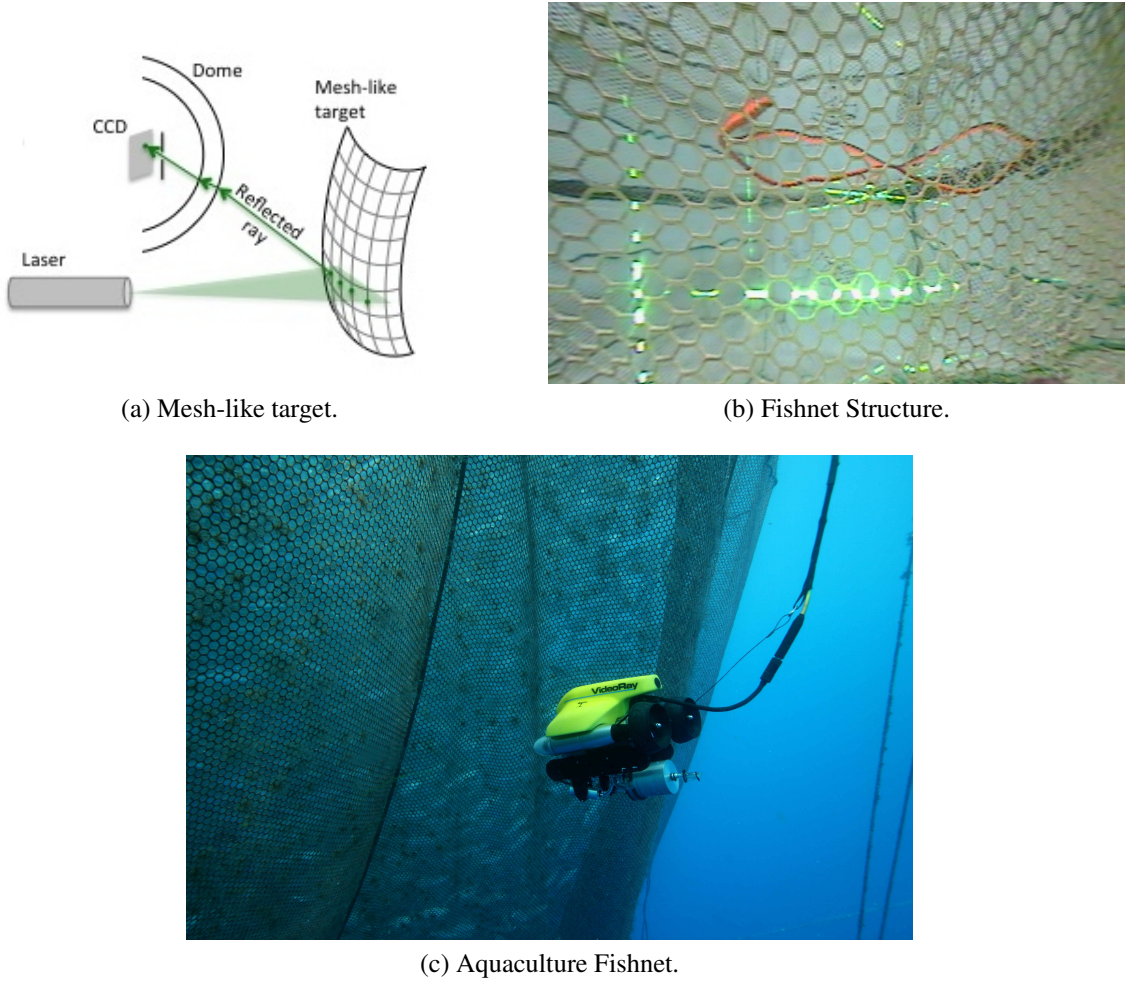 Dome
Mesh-like
target
CCD
Reflected
ray
Laser
(a) Mesh-like target.
(b) Fishnet Structure.
VideoRay
(c) Aquaculture Fishnet.